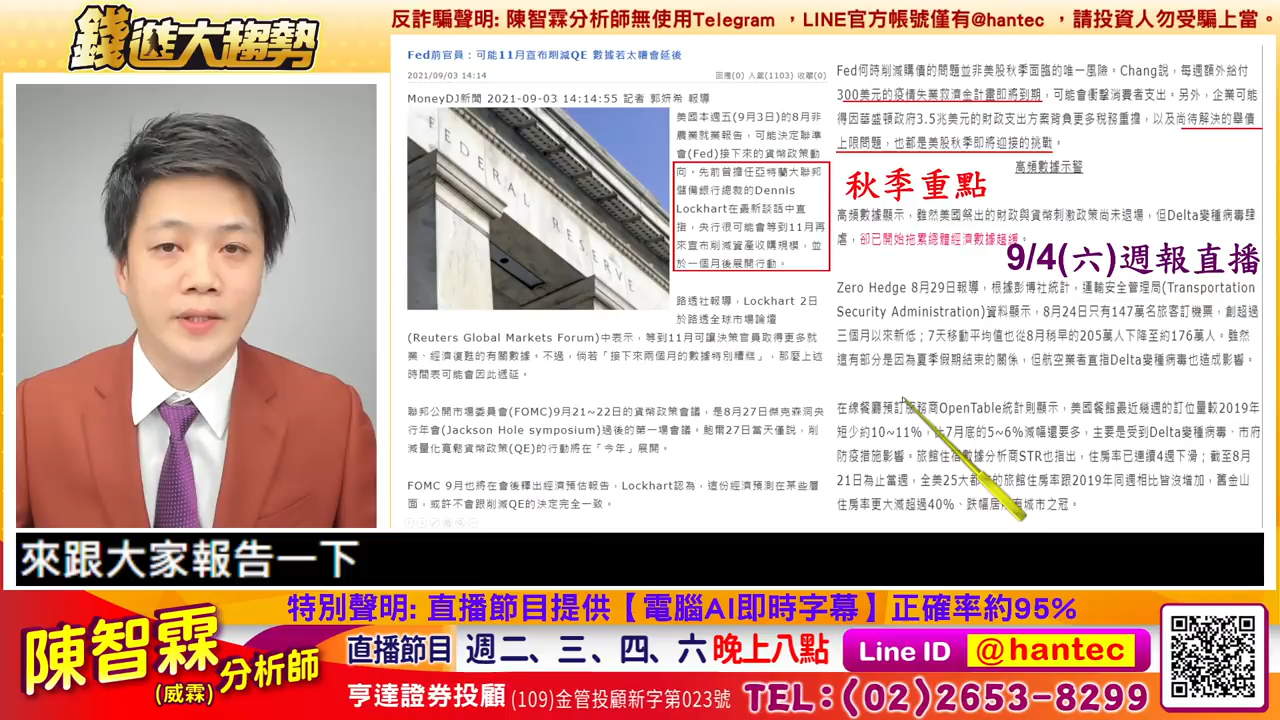 錢進大趨勢
反詐騙聲明: 陳智霖分析師無使用Telegram ，LINE官方帳號僅有@hantec ，請投資人勿受騙上當。
Fed前官員：可能11月宣布削減QE 數據若太糟會延後
2021/09/03 14:14
回應(0) 人氣(1103) 收藏(0)
MoneyDJ新聞 2021-09-03 14:14:55 記者 郭妍希 報導
美國本週五(9月3日)的8月非
農業就業報告，可能決定聯準
會(Fed)接下來的貨幣政策動
向，先前曾擔任亞特蘭大聯邦
儲備銀行總裁的Dennis
Lockhart在最新談話中直
指，央行很可能會等到11月再
來宣布削減資產收購規模，並
於一個月後展開行動。
FEDERAL RESERVE
路透社報導，Lockhart 2日
於路透全球市場論壇
(Reuters Global Markets Forum)中表示，等到11月可讓決策官員取得更多就
業、經濟復甦的有關數據。不過，倘若「接下來兩個月的數據特別糟糕」，那麼上述
時間表可能會因此遞延。
聯邦公開市場委員會(FOMC)9月21~22日的貨幣政策會議，是8月27日傑克森洞央
行年會(Jackson Hole symposium)過後的第一場會議。鮑爾27日當天僅說，削
減量化寬鬆貨幣政策(QE)的行動將在「今年」展開。
FOMC 9月也將在會後釋出經濟預估報告，Lockhart認為，這份經濟預測在某些層
面，或許不會跟削減QE的決定完全一致。
Fed何時削減購債的問題並非美股秋季面臨的唯一風險。Chang說，每週額外給付
300美元的疫情失業救濟金計畫即將到期，可能會衝擊消費者支出。另外，企業可能
得因華盛頓政府3.5兆美元的財政支出方案背負更多稅務重擔，以及尚待解決的舉債
上限問題，也都是美股秋季即將迎接的挑戰。
高頻數據示警
秋季重點
高頻數據顯示，雖然美國祭出的財政與貨幣刺激政策尚未退場，但Delta變種病毒肆
虐，卻已開始拖累總體經濟數據趨緩。
9/4(六)週報直播
Zero Hedge 8月29日報導，根據彭博社統計，運輸安全管理局(Transportation
Security Administration)資料顯示，8月24日只有147萬名旅客訂機票，創超過
三個月以來新低；7天移動平均值也從8月稍早的205萬人下降至約176萬人。雖然
這有部分是因為夏季假期結束的關係，但航空業者直指Delta變種病毒也造成影響。
在線餐廳預訂服務商OpenTable統計則顯示，美國餐館最近幾週的訂位量較2019年
短少約10~11%，比7月底的5~6%減幅還要多，主要是受到Delta變種病毒、市府
防疫措施影響。旅館住宿數據分析商STR也指出，住房率已連續4週下滑；截至8月
21日為止當週，全美25大都市的旅館住房率跟2019年同週相比皆沒增加，舊金山
住房率更大減超過40%、跌幅居所有城市之冠。
來跟大家報告一下
特別聲明: 直播節目提供【電腦AI即時字幕】正確率約95%
陳智霖
(威霖)
分析師
直播節目 週二、三、四、六 晚上八點
Line ID @hantec
亨達證券投顧 (109)金管投顧新字第023號 TEL:(02)2653-8299